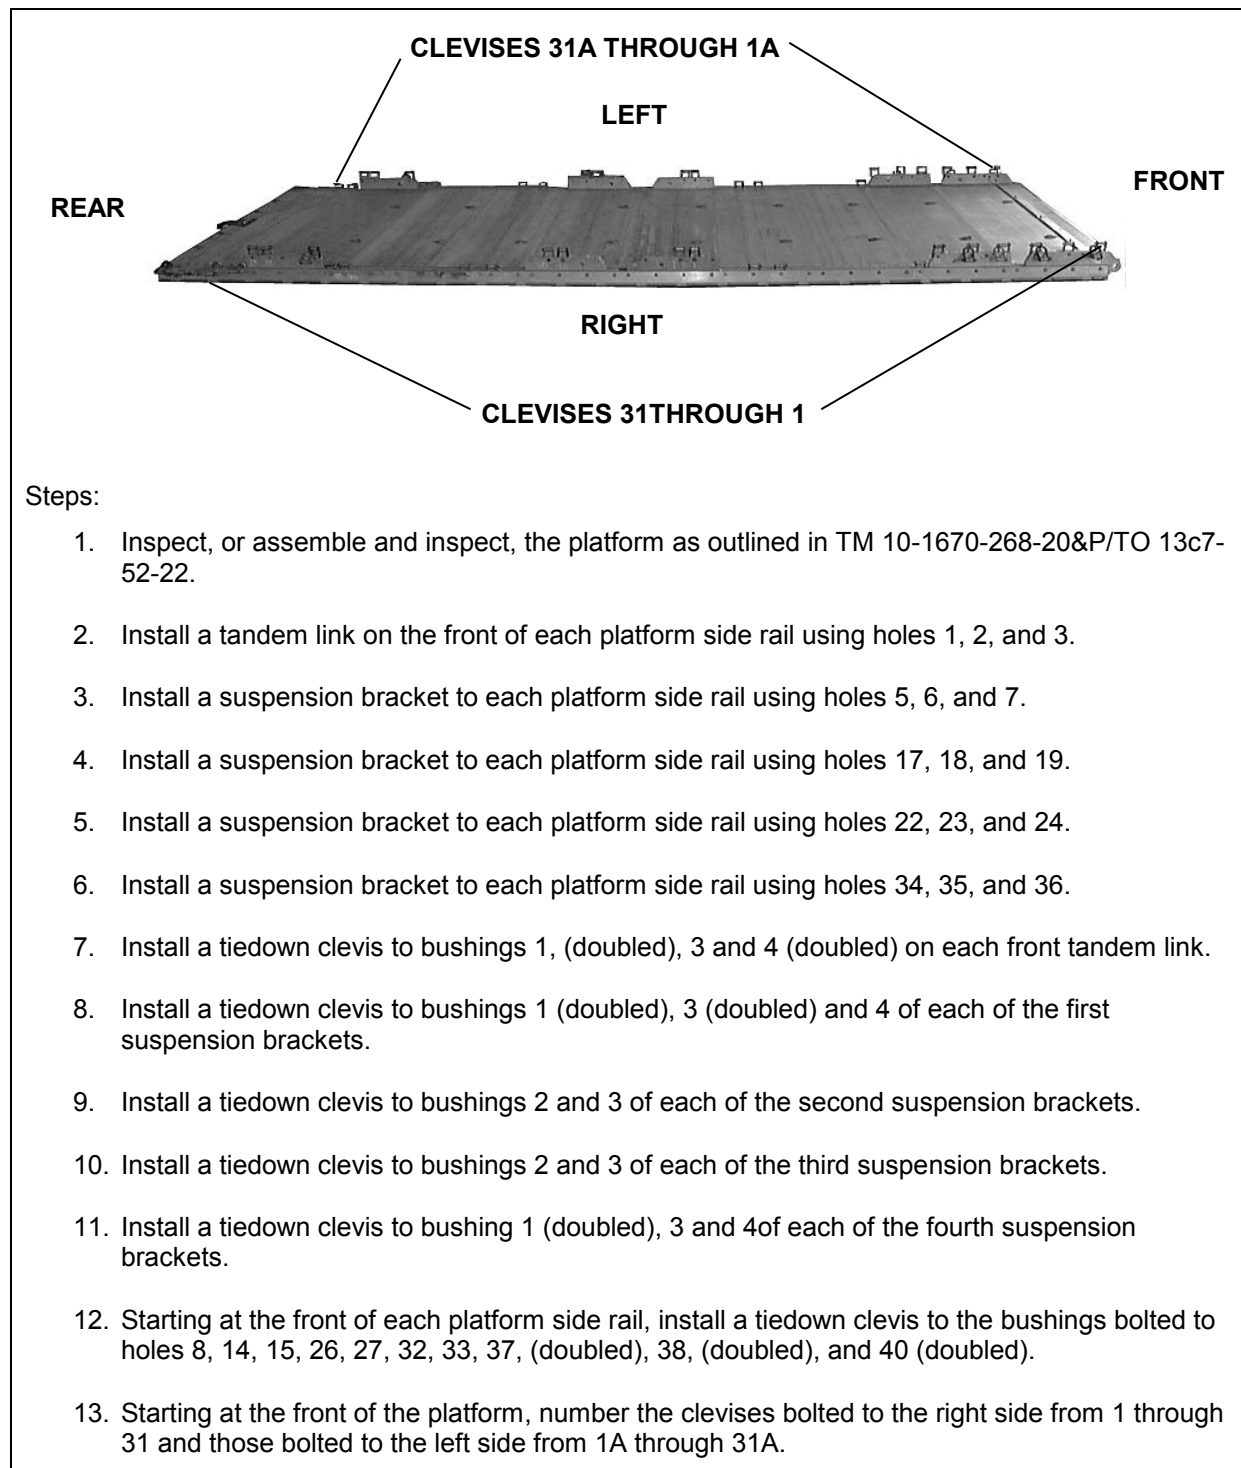 CLEVISES 31A THROUGH 1A
LEFT
FRONT
REAR
RIGHT
CLEVISES 31THROUGH 1
Steps:
1. Inspect, or assemble and inspect, the platform as outlined in TM 10-1670-268-20&P/TO 13c7-
52-22.
2. Install a tandem link on the front of each platform side rail using holes 1, 2, and 3.
3. Install a suspension bracket to each platform side rail using holes 5, 6, and 7.
4. Install a suspension bracket to each platform side rail using holes 17, 18, and 19.
5. Install a suspension bracket to each platform side rail using holes 22, 23, and 24.
6. Install a suspension bracket to each platform side rail using holes 34, 35, and 36.
7. Install a tiedown clevis to bushings 1, (doubled), 3 and 4 (doubled) on each front tandem link.
8. Install a tiedown clevis to bushings 1 (doubled), 3 (doubled) and 4 of each of the first
suspension brackets.
9. Install a tiedown clevis to bushings 2 and 3 of each of the second suspension brackets.
10. Install a tiedown clevis to bushings 2 and 3 of each of the third suspension brackets.
11. Install a tiedown clevis to bushing 1 (doubled), 3 and 4of each of the fourth suspension
brackets.
12. Starting at the front of each platform side rail, install a tiedown clevis to the bushings bolted to
holes 8, 14, 15, 26, 27, 32, 33, 37, (doubled), 38, (doubled), and 40 (doubled).
13. Starting at the front of the platform, number the clevises bolted to the right side from 1 through
31 and those bolted to the left side from 1A through 31A.